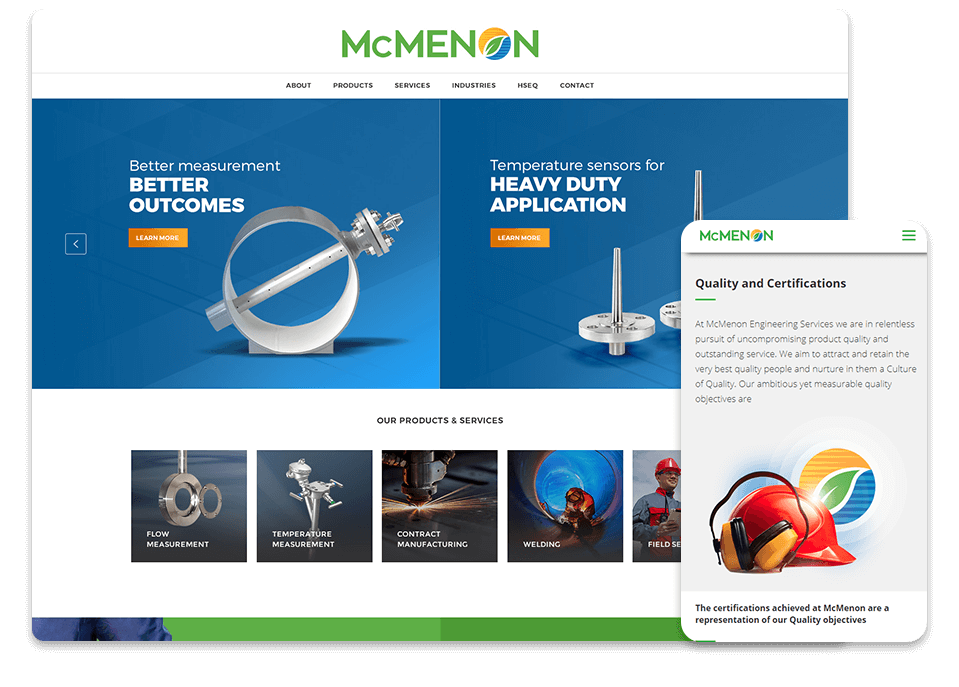 McMENON
ABOUT PRODUCTS SERVICES INDUSTRIES HSEQ CONTACT
Better measurement
BETTER
OUTCOMES
LEARN MORE
Temperature sensors for
HEAVY DUTY
APPLICATION
LEARN MORE
OUR PRODUCTS & SERVICES
FLOW
MEASUREMENT
TEMPERATURE
MEASUREMENT
CONTRACT
MANUFACTURING
WELDING
FIELD SE
McMENON
Quality and Certifications
At McMenon Engineering Services we are in relentless
pursuit of uncompromising product quality and
outstanding service. We aim to attract and retain the
very best quality people and nurture in them a Culture
of Quality. Our ambitious yet measurable quality
objectives are
The certifications achieved at McMenon are a
representation of our Quality objectives